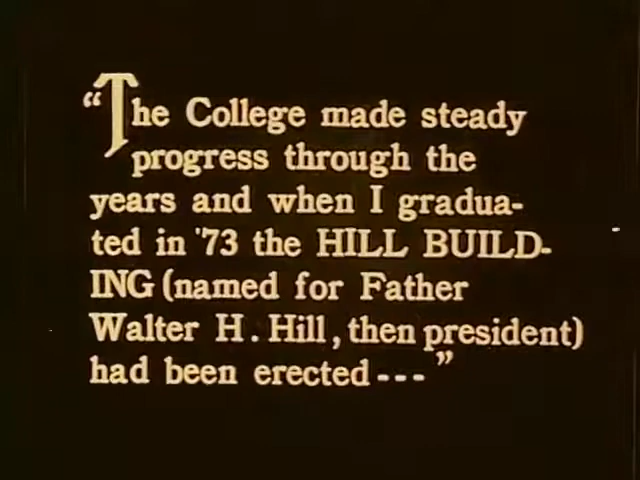 “The College made steady
progress through the
years and when I gradua-
ted in '73 the HILL BUILD-
ING (named for Father
Walter H. Hill, then president)
had been erected---”